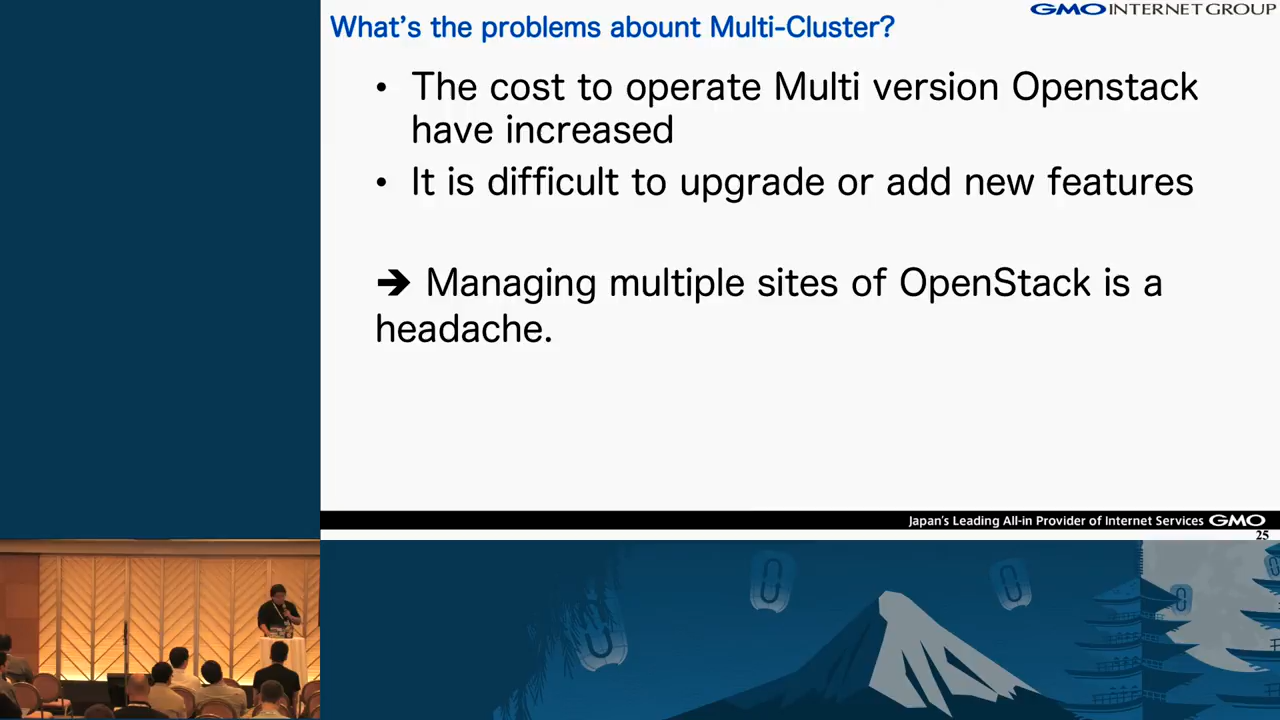 What's the problems abount Multi-Cluster?
GMO INTERNET GROUP
• The cost to operate Multi version Openstack
have increased
• It is difficult to upgrade or add new features
➔ Managing multiple sites of OpenStack is a
headache.
Japan's Leading All-in Provider of Internet Services GMO
25